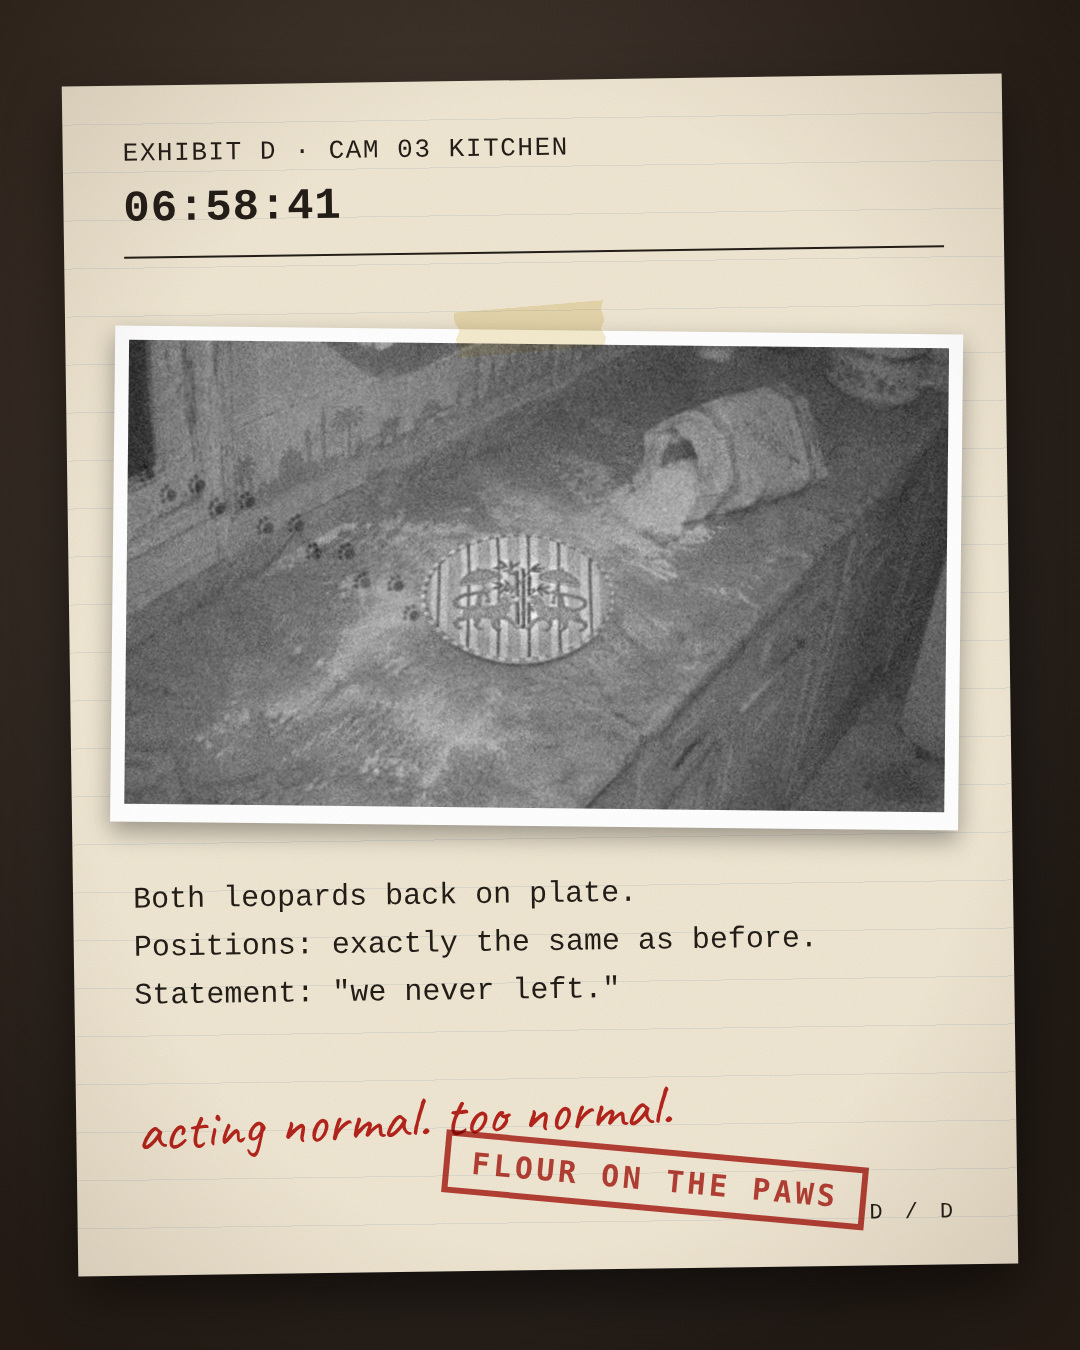 EXHIBIT D · CAM 03 KITCHEN
06:58:41
Both leopards back on plate.
Positions: exactly the same as before.
Statement: "we never left."
acting normal. too normal.
FLOUR ON THE PAWS
D / D